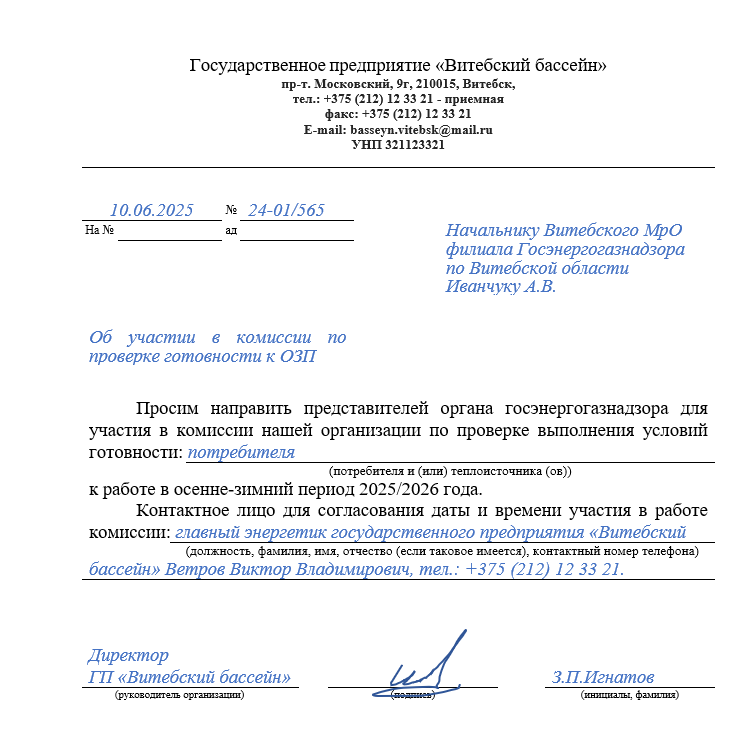 Государственное предприятие «Витебский бассейн»
пр-т. Московский, 9г, 210015, Витебск,
тел.: +375 (212) 12 33 21 - приемная
факс: +375 (212) 12 33 21
E-mail: basseyn.vitebsk@mail.ru
УНП 321123321
10.06.2025 № 24-01/565
На № ад
Начальнику Витебского МрО
филиала Госэнергогазнадзора
по Витебской области
Иванчуку А.В.
Об участии в комиссии по
проверке готовности к ОЗП
Просим направить представителей органа госэнергогазнадзора для
участия в комиссии нашей организации по проверке выполнения условий
готовности: потребителя
(потребителя и (или) теплоисточника (ов))
к работе в осенне-зимний период 2025/2026 года.
Контактное лицо для согласования даты и времени участия в работе
комиссии: главный энергетик государственного предприятия «Витебский
(должность, фамилия, имя, отчество (если таковое имеется), контактный номер телефона)
бассейн» Ветров Виктор Владимирович, тел.: +375 (212) 12 33 21.
Директор
ГП «Витебский бассейн» З.П.Игнатов
(руководитель организации) (подпись) (инициалы, фамилия)